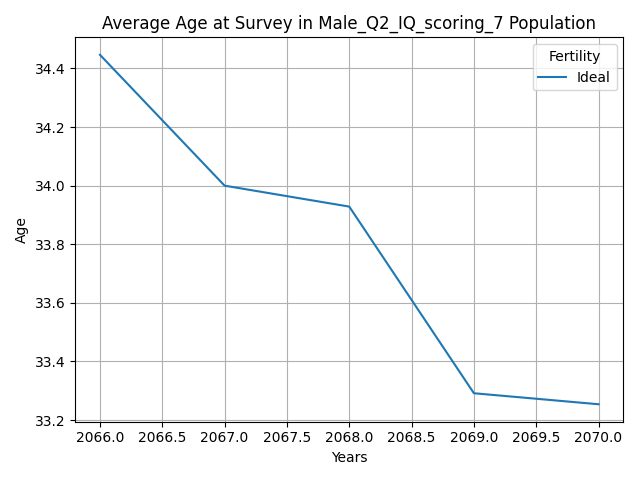 Average Age at Survey in Male_Q2_IQ_scoring_7 Population
Fertility
Ideal
Age
34.4
34.2
34.0
33.8
33.6
33.4
33.2
2066.0 2066.5 2067.0 2067.5 2068.0 2068.5 2069.0 2069.5 2070.0
Years